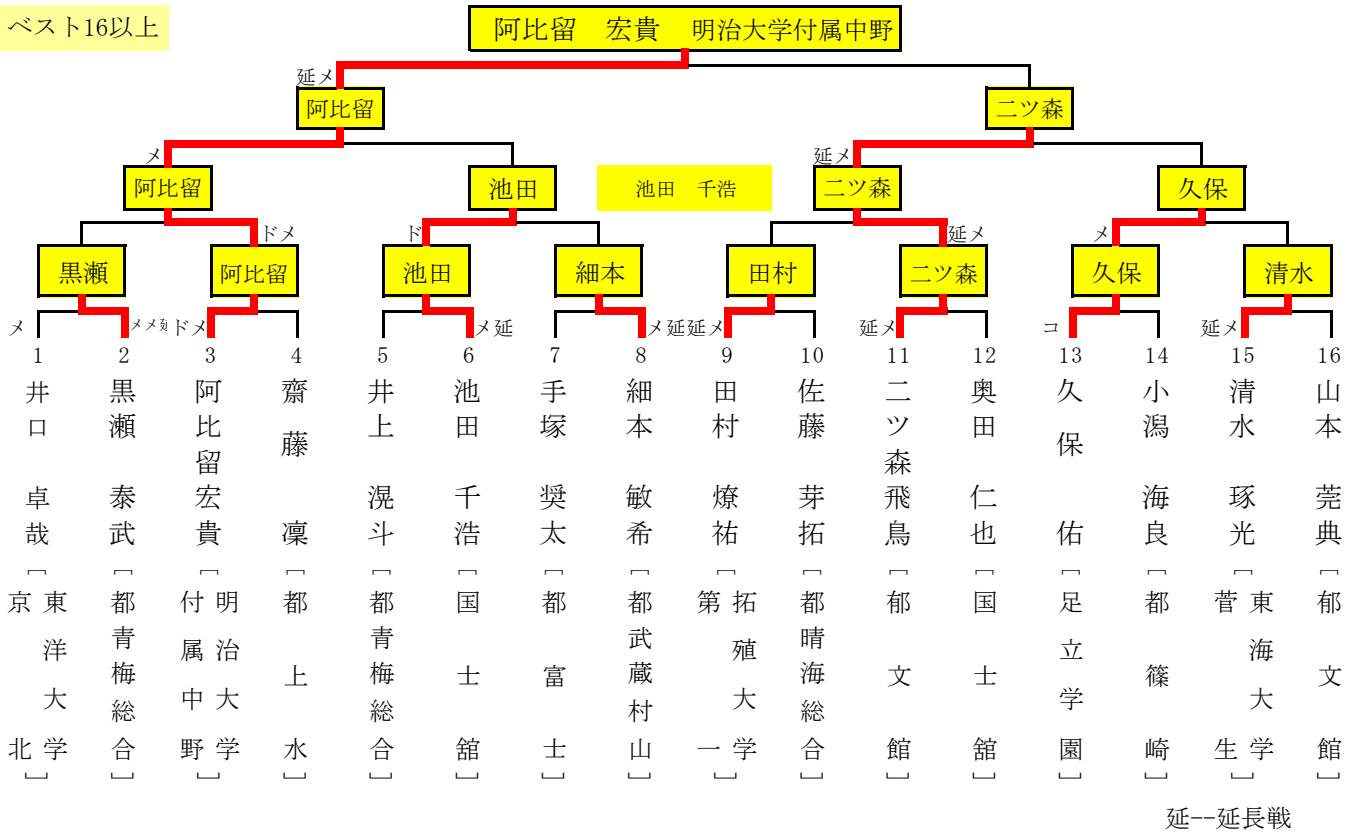 ベスト16以上
阿比留　宏貴　明治大学付属中野
延メ
阿比留
二ツ森
メ
延メ
阿比留
池田
池田　千浩
二ツ森
久保
ドメ
ド
延メ
メ
黒瀬
阿比留
池田
細本
田村
二ツ森
久保
清水
メ
メメ延
ドメ
メ延
メ延
延メ
延メ
コ
延メ
1 2 3 4 5 6 7 8 9 10 11 12 13 14 15 16
井口卓哉［東洋大学京北］
黒瀬泰武［都青梅総合］
阿比留宏貴［明治大学付属中野］
齋藤凜［都上水］
井上滉斗［都青梅総合］
池田千浩［国士舘］
手塚奨太［都富士］
細本敏希［都武蔵村山］
田村燎祐［拓殖大学第一］
佐藤芽拓［都晴海総合］
二ツ森飛鳥［郁文館］
奥田仁也［国士舘］
久保佑［足立学園］
小潟海良［都篠崎］
清水琢光［東海大学菅生］
山本莞典［郁文館］
延--延長戦